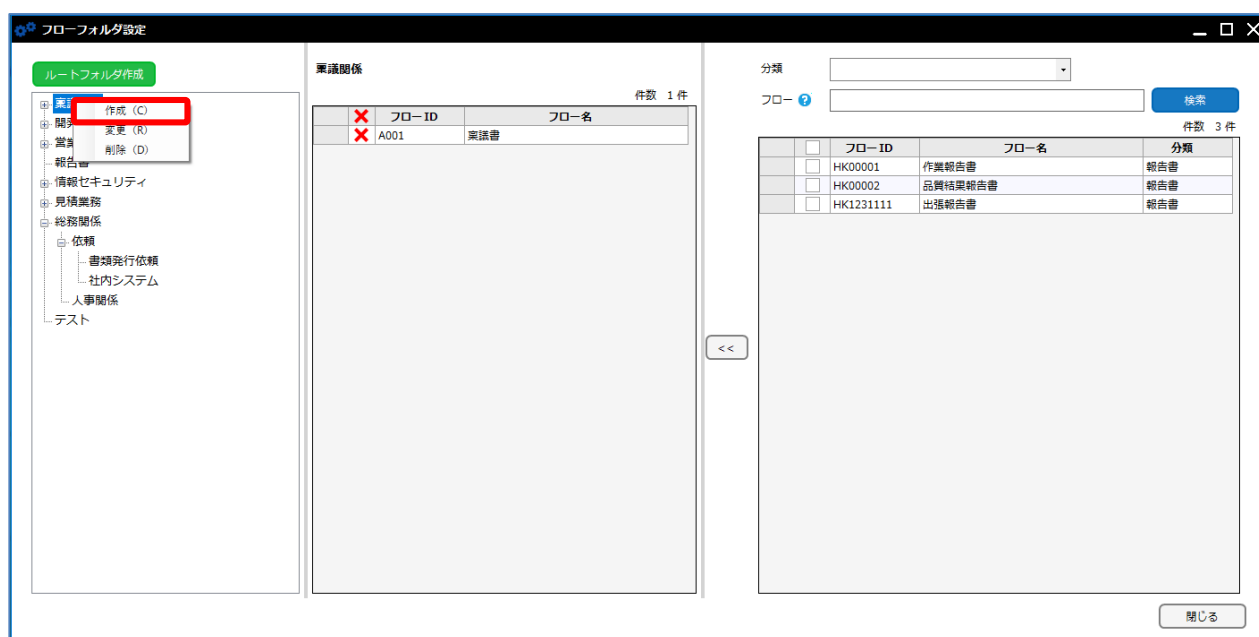 フローフォルダ設定
ルートフォルダ作成
作成（C）
変更（R）
削除（D）
報告書
情報セキュリティ
見積業務
総務関係
依頼
書類発行依頼
社内システム
人事関係
テスト
稟議関係
件数 1 件
フローID フロー名
A001 稟議書
<<
分類
フロー ?
検索
件数 3 件
フローID フロー名 分類
HK00001 作業報告書 報告書
HK00002 品質結果報告書 報告書
HK1231111 出張報告書 報告書
閉じる